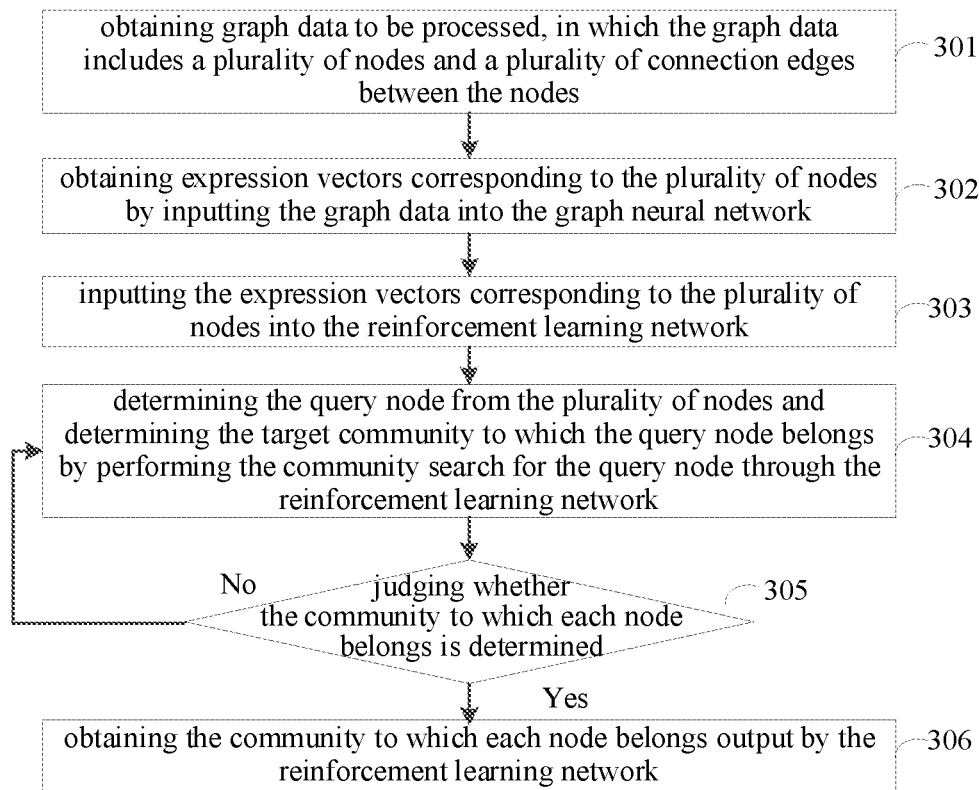 obtaining graph data to be processed, in which the graph data
includes a plurality of nodes and a plurality of connection edges
between the nodes
301
obtaining expression vectors corresponding to the plurality of nodes
by inputting the graph data into the graph neural network
302
inputting the expression vectors corresponding to the plurality of
nodes into the reinforcement learning network
303
determining the query node from the plurality of nodes and
determining the target community to which the query node belongs
by performing the community search for the query node through the
reinforcement learning network
304
No
judging whether
the community to which each node
belongs is determined
305
Yes
obtaining the community to which each node belongs output by the
reinforcement learning network
306